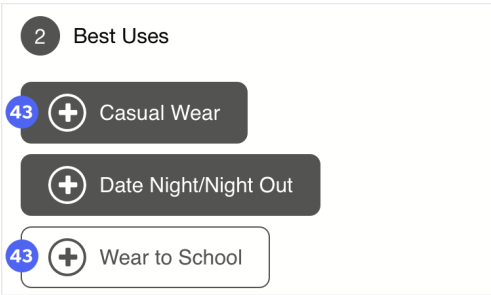 2 Best Uses
43 Casual Wear
Date Night/Night Out
43 Wear to School